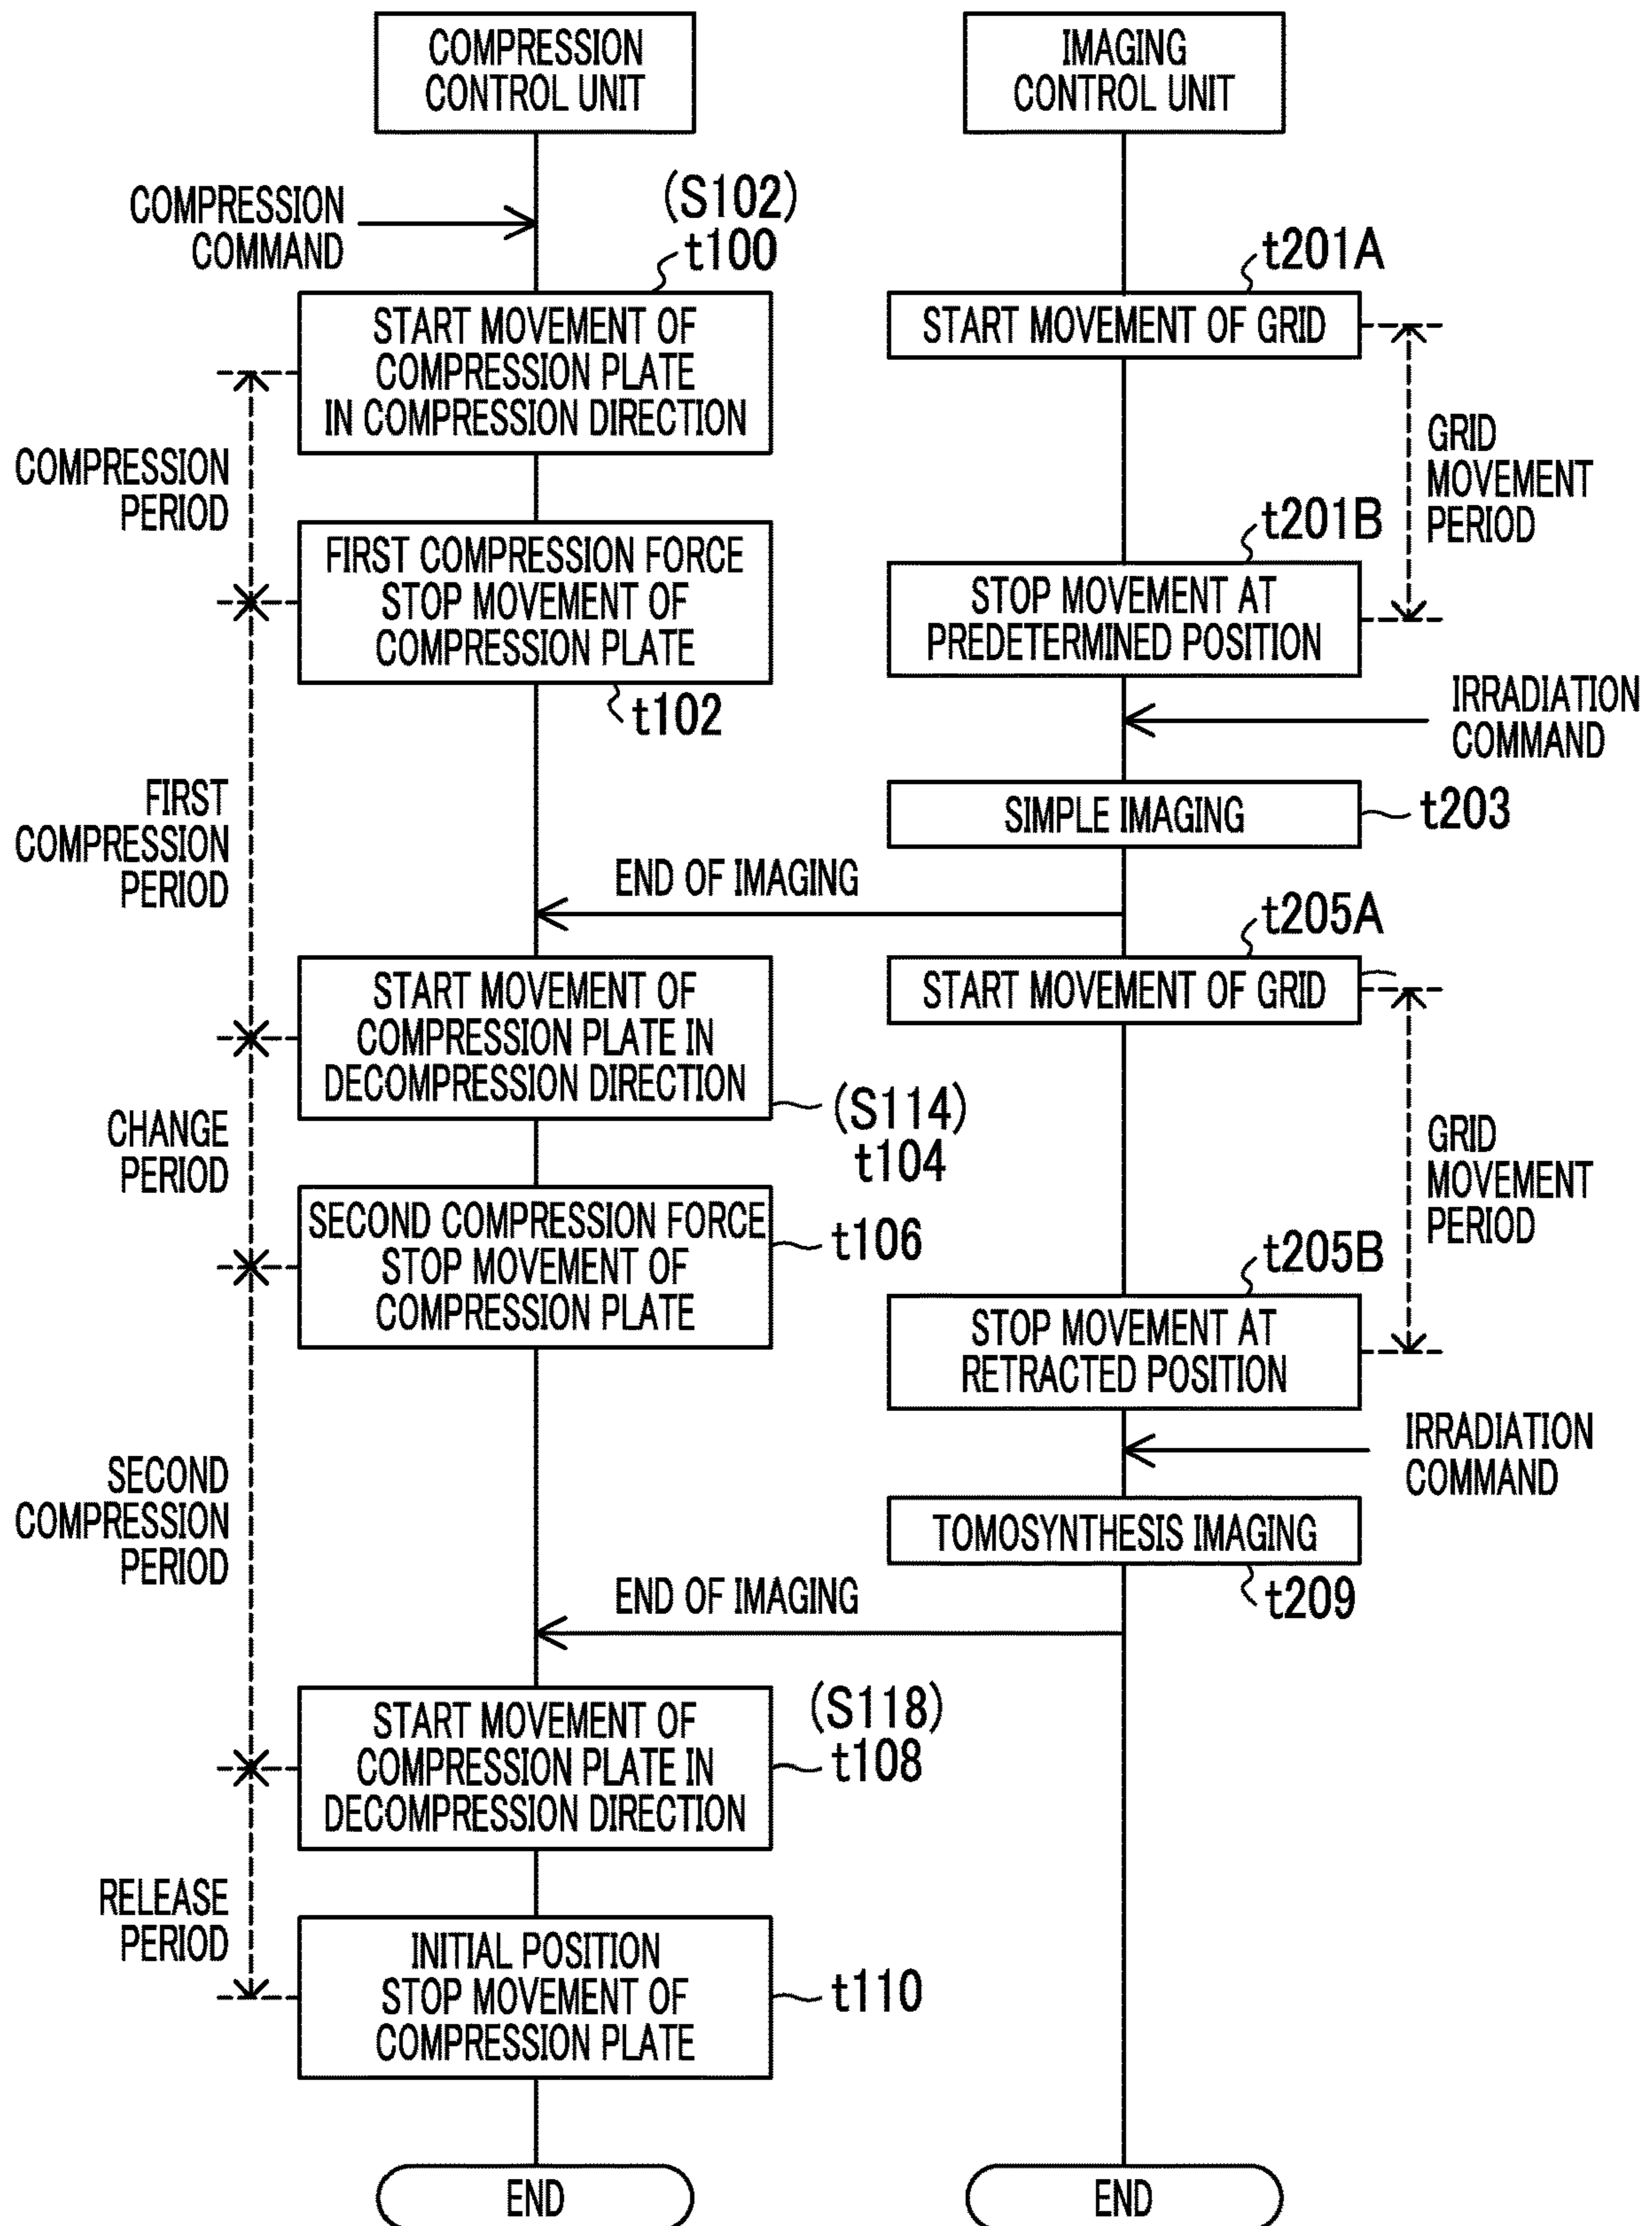 COMPRESSION
CONTROL UNIT
IMAGING
CONTROL UNIT
COMPRESSION
COMMAND
(S102)
t100
t201A
START MOVEMENT OF
COMPRESSION PLATE
IN COMPRESSION DIRECTION
START MOVEMENT OF GRID
COMPRESSION
PERIOD
GRID
MOVEMENT
PERIOD
t201B
FIRST COMPRESSION FORCE
STOP MOVEMENT OF
COMPRESSION PLATE
t102
STOP MOVEMENT AT
PREDETERMINED POSITION
IRRADIATION
COMMAND
FIRST
COMPRESSION
PERIOD
SIMPLE IMAGING
t203
END OF IMAGING
t205A
START MOVEMENT OF
COMPRESSION PLATE IN
DECOMPRESSION DIRECTION
START MOVEMENT OF GRID
(S114)
t104
CHANGE
PERIOD
GRID
MOVEMENT
PERIOD
SECOND COMPRESSION FORCE
STOP MOVEMENT OF
COMPRESSION PLATE
t106
t205B
STOP MOVEMENT AT
RETRACTED POSITION
IRRADIATION
COMMAND
SECOND
COMPRESSION
PERIOD
TOMOSYNTHESIS IMAGING
t209
END OF IMAGING
START MOVEMENT OF
COMPRESSION PLATE IN
DECOMPRESSION DIRECTION
(S118)
t108
RELEASE
PERIOD
INITIAL POSITION
STOP MOVEMENT OF
COMPRESSION PLATE
t110
END
END